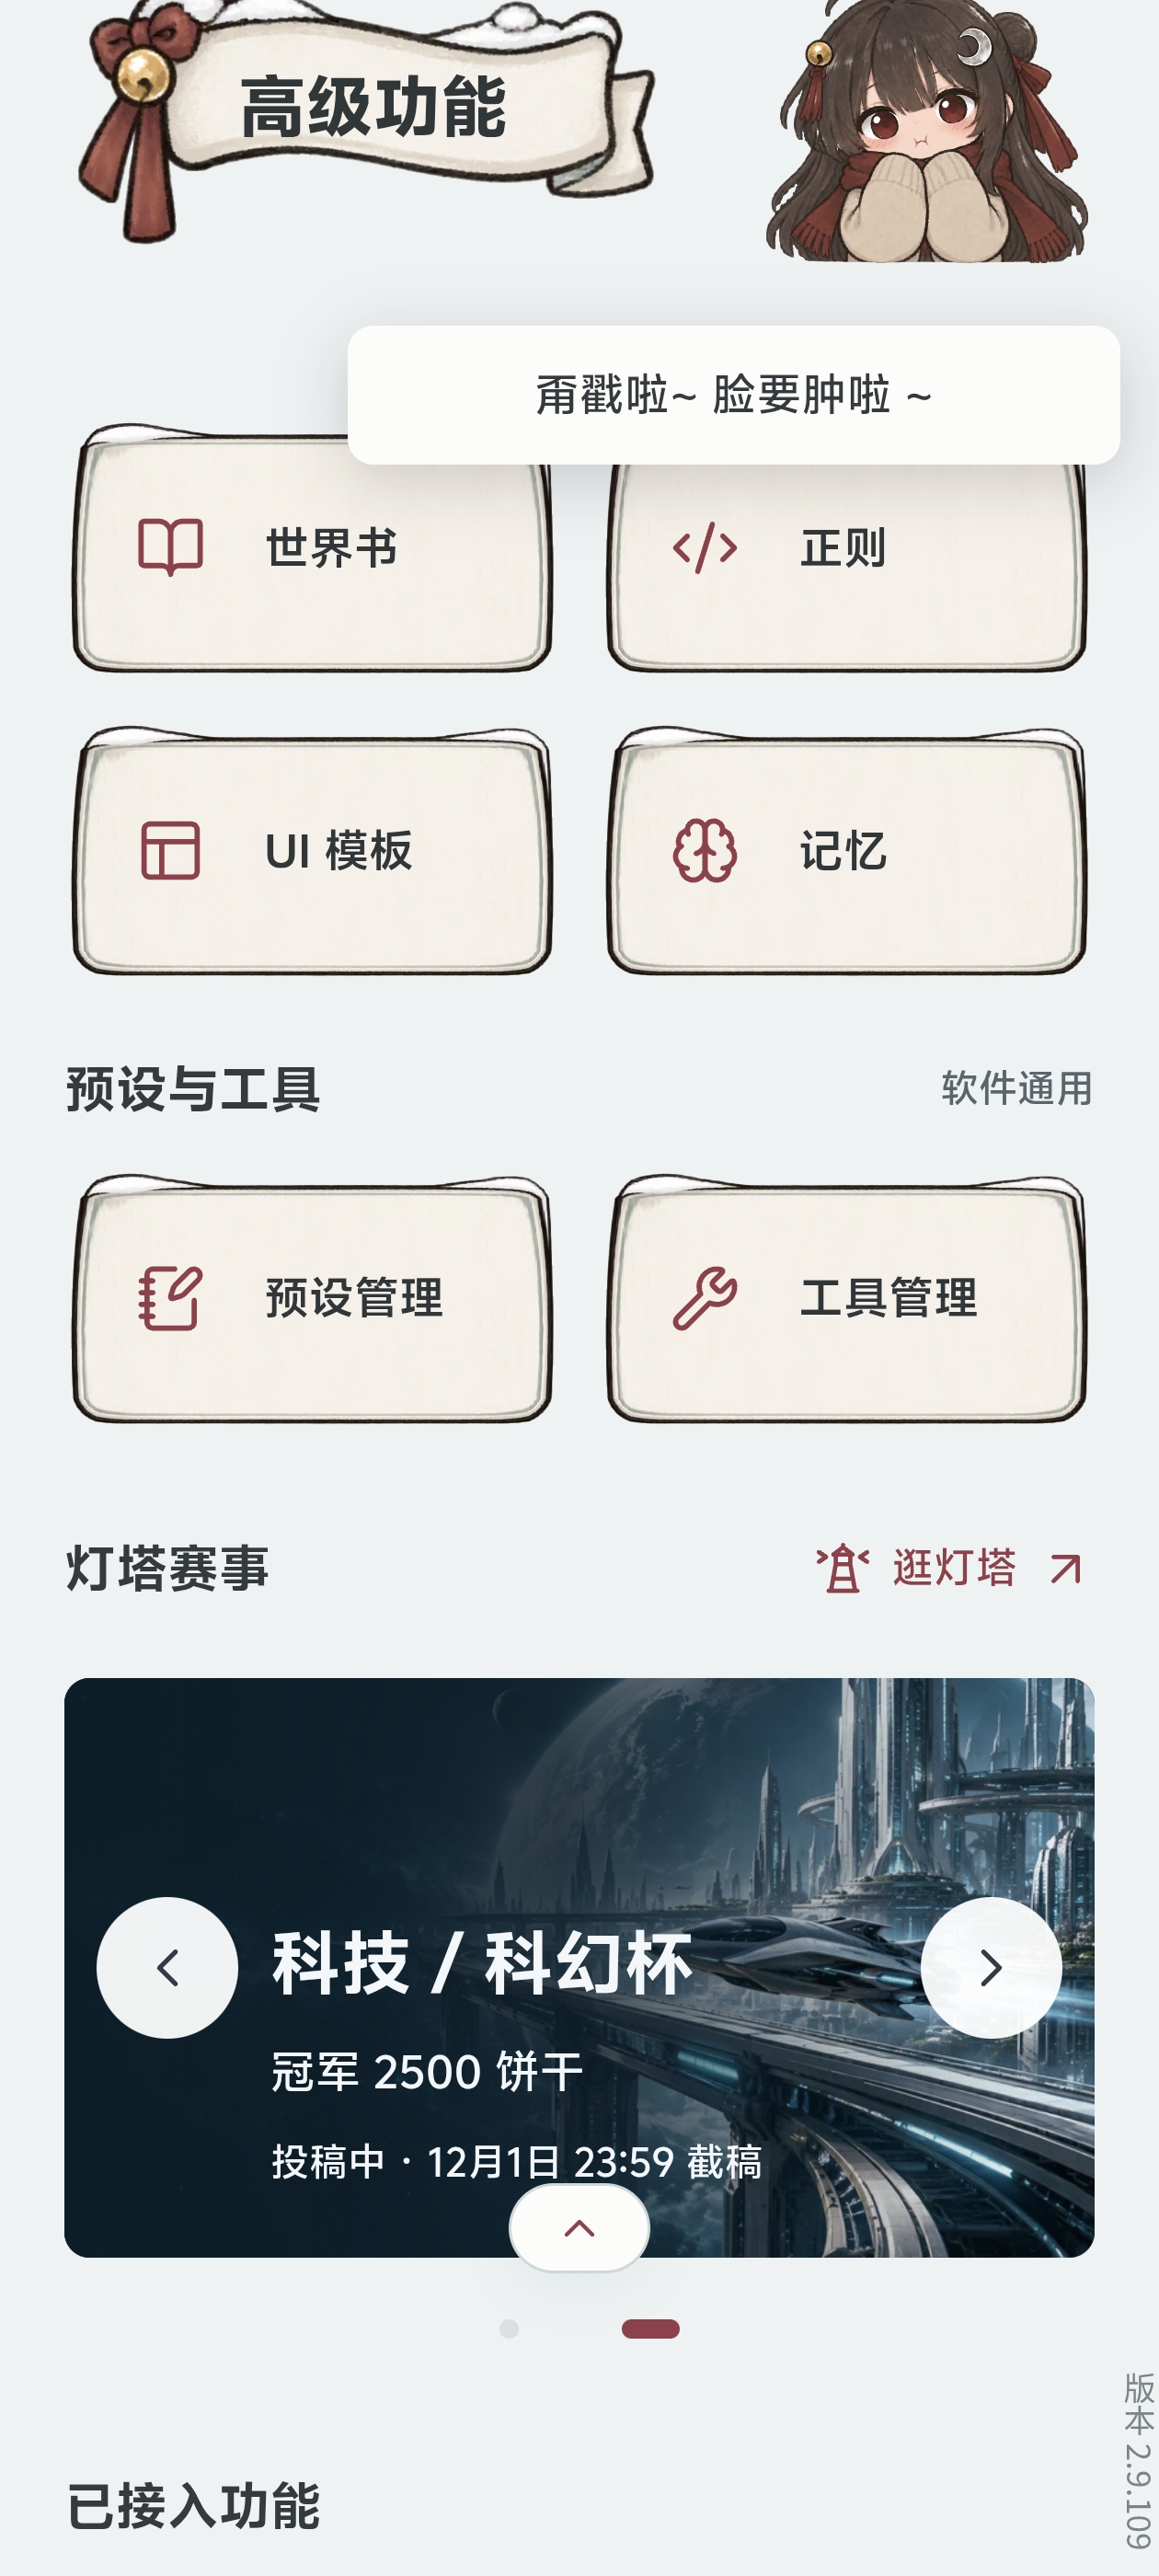 高级功能
甭戳啦~ 脸要肿啦 ~
世界书
正则
UI 模板
记忆
预设与工具
软件通用
预设管理
工具管理
灯塔赛事
逛灯塔
科技 / 科幻杯
冠军 2500 饼干
投稿中 · 12月1日 23:59 截稿
版本 2.9.109
已接入功能